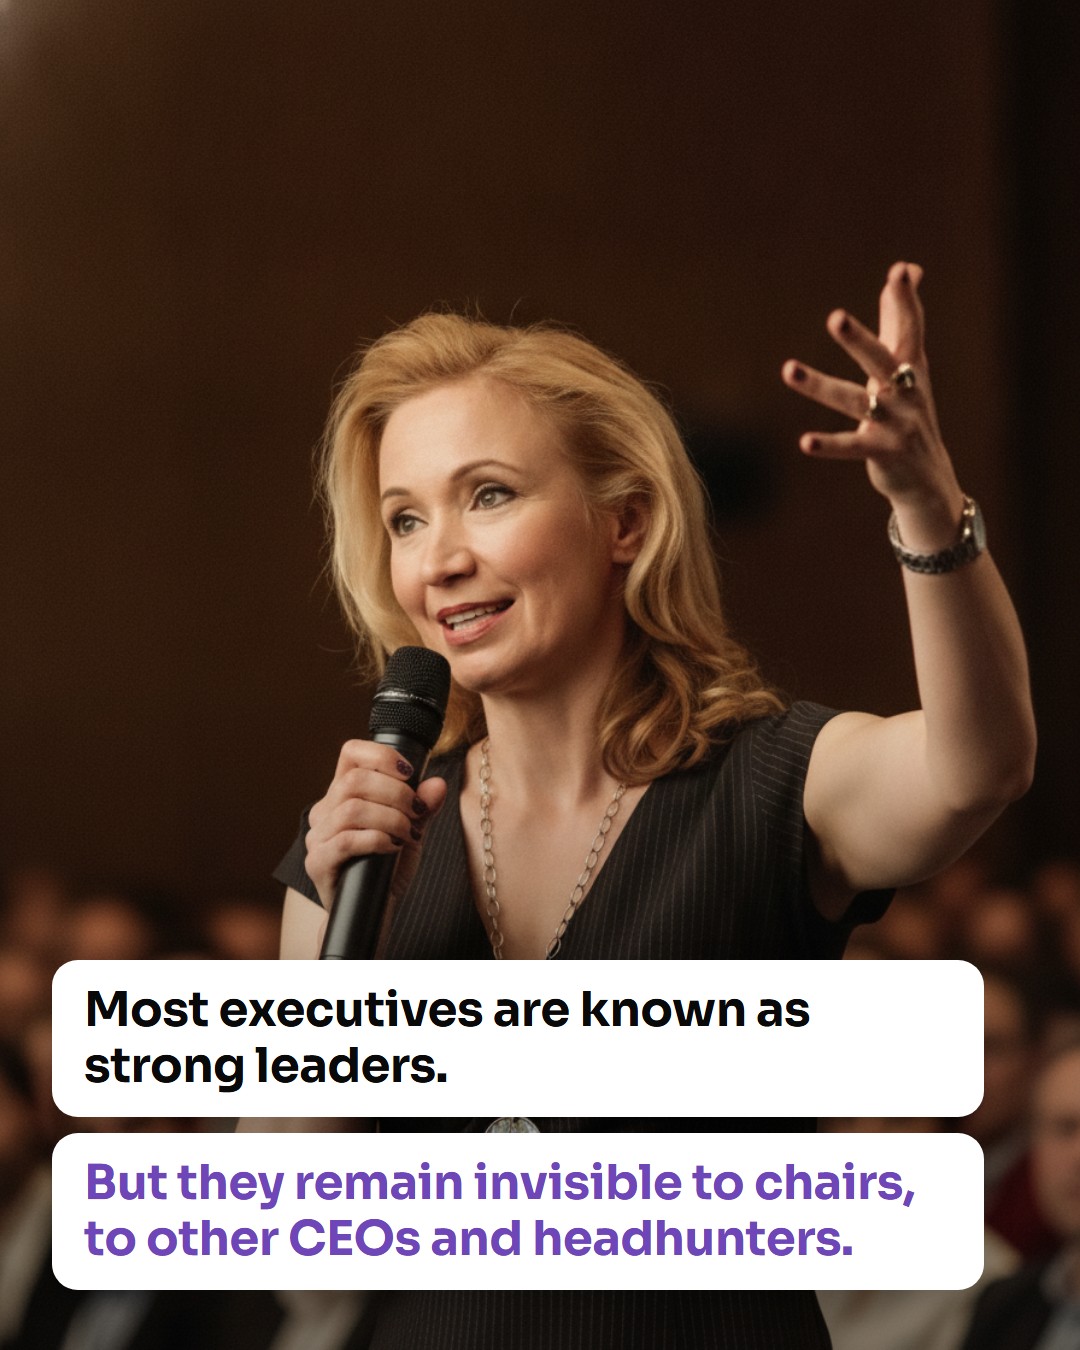 Most executives are known as
strong leaders.
But they remain invisible to chairs,
to other CEOs and headhunters.